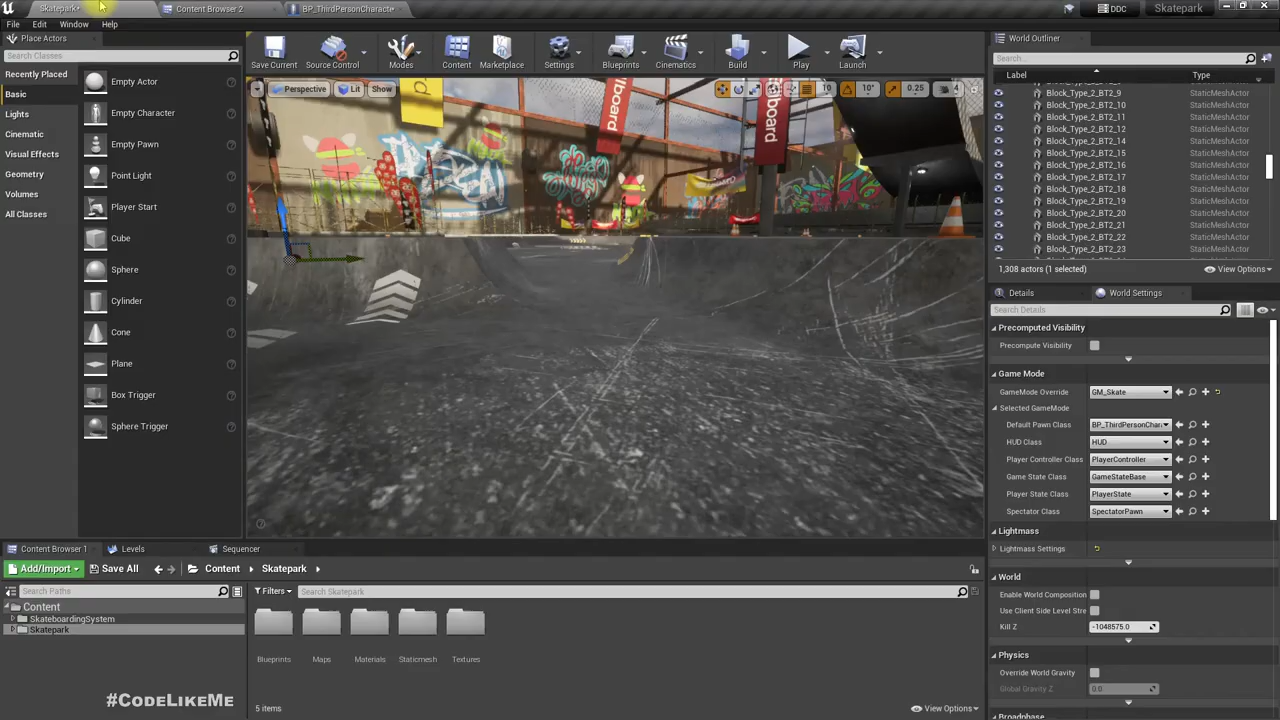 Skatepark•
Content Browser 2
BP_ThirdPersonCharacte•
DDC
Skatepark
File Edit Window Help
Place Actors
Search Classes
Recently Placed
Basic
Lights
Cinematic
Visual Effects
Geometry
Volumes
All Classes
Empty Actor
Empty Character
Empty Pawn
Point Light
Player Start
Cube
Sphere
Cylinder
Cone
Plane
Box Trigger
Sphere Trigger
Save Current
Source Control
Modes
Content
Marketplace
Settings
Blueprints
Cinematics
Build
Play
Launch
Perspective
Lit
Show
10
10°
0.25
4
World Outliner
Search...
Label Type
Block_Type_2_BT2_9 StaticMeshActor
Block_Type_2_BT2_10 StaticMeshActor
Block_Type_2_BT2_11 StaticMeshActor
Block_Type_2_BT2_12 StaticMeshActor
Block_Type_2_BT2_14 StaticMeshActor
Block_Type_2_BT2_15 StaticMeshActor
Block_Type_2_BT2_16 StaticMeshActor
Block_Type_2_BT2_17 StaticMeshActor
Block_Type_2_BT2_18 StaticMeshActor
Block_Type_2_BT2_19 StaticMeshActor
Block_Type_2_BT2_20 StaticMeshActor
Block_Type_2_BT2_21 StaticMeshActor
Block_Type_2_BT2_22 StaticMeshActor
Block_Type_2_BT2_23 StaticMeshActor
1,308 actors (1 selected)
View Options
Details
World Settings
Search Details
Precomputed Visibility
Precompute Visibility
Game Mode
GameMode Override GM_Skate
Selected GameMode
Default Pawn Class BP_ThirdPersonChar
HUD Class HUD
Player Controller Class PlayerController
Game State Class GameStateBase
Player State Class PlayerState
Spectator Class SpectatorPawn
Lightmass
Lightmass Settings
World
Enable World Composition
Use Client Side Level Stre
Kill Z -1048575.0
Physics
Override World Gravity
Global Gravity Z 0.0
Broadphase
Content Browser 1
Levels
Sequencer
Add/Import
Save All
Content
Skatepark
Search Paths
Filters
Search Skatepark
Content
SkateboardingSystem
Skatepark
Blueprints
Maps
Materials
Staticmesh
Textures
5 items
View Options
#CodeLikeMe